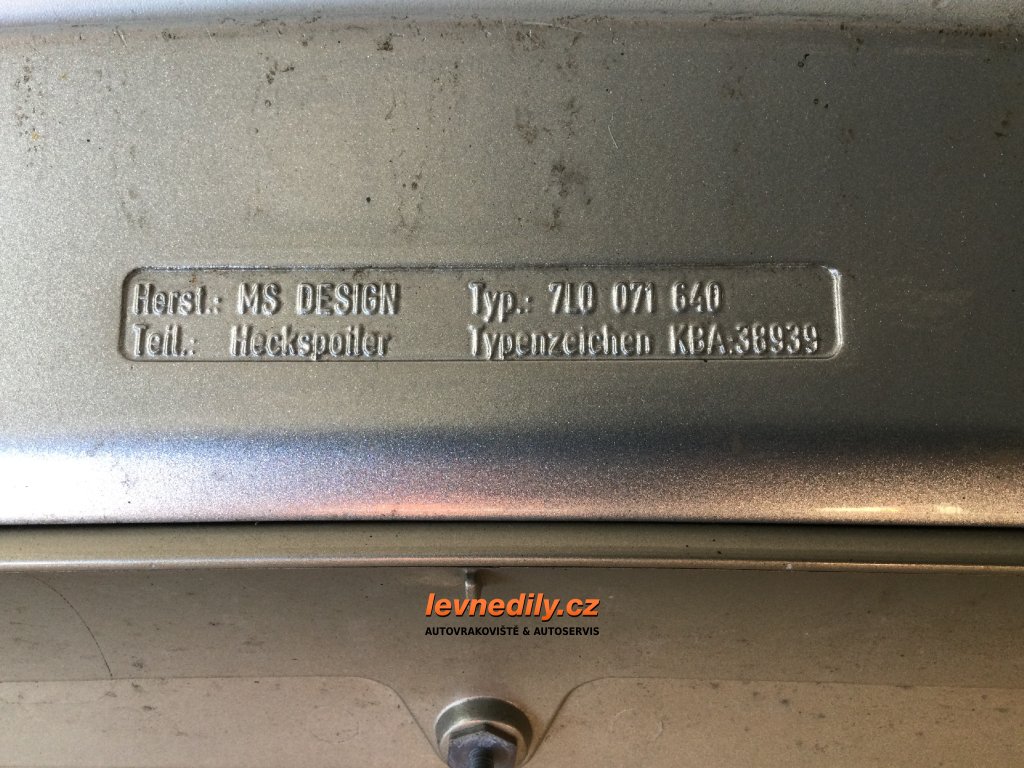 Herst.: MS DESIGN Typ.: 7L0 071 640
Teil.: Heckspoiler Typenzeichen KBA:38939
levnedily.cz
AUTOVRAKOVIŠTĚ & AUTOSERVIS